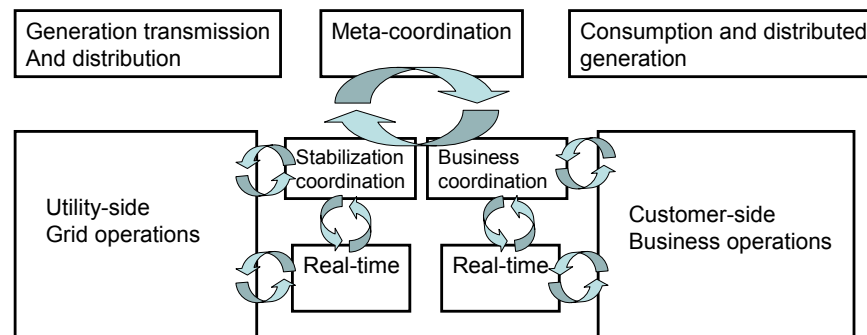 Generation transmission
And distribution
Meta-coordination
Consumption and distributed
generation
Stabilization
coordination
Business
coordination
Utility-side
Grid operations
Customer-side
Business operations
Real-time
Real-time